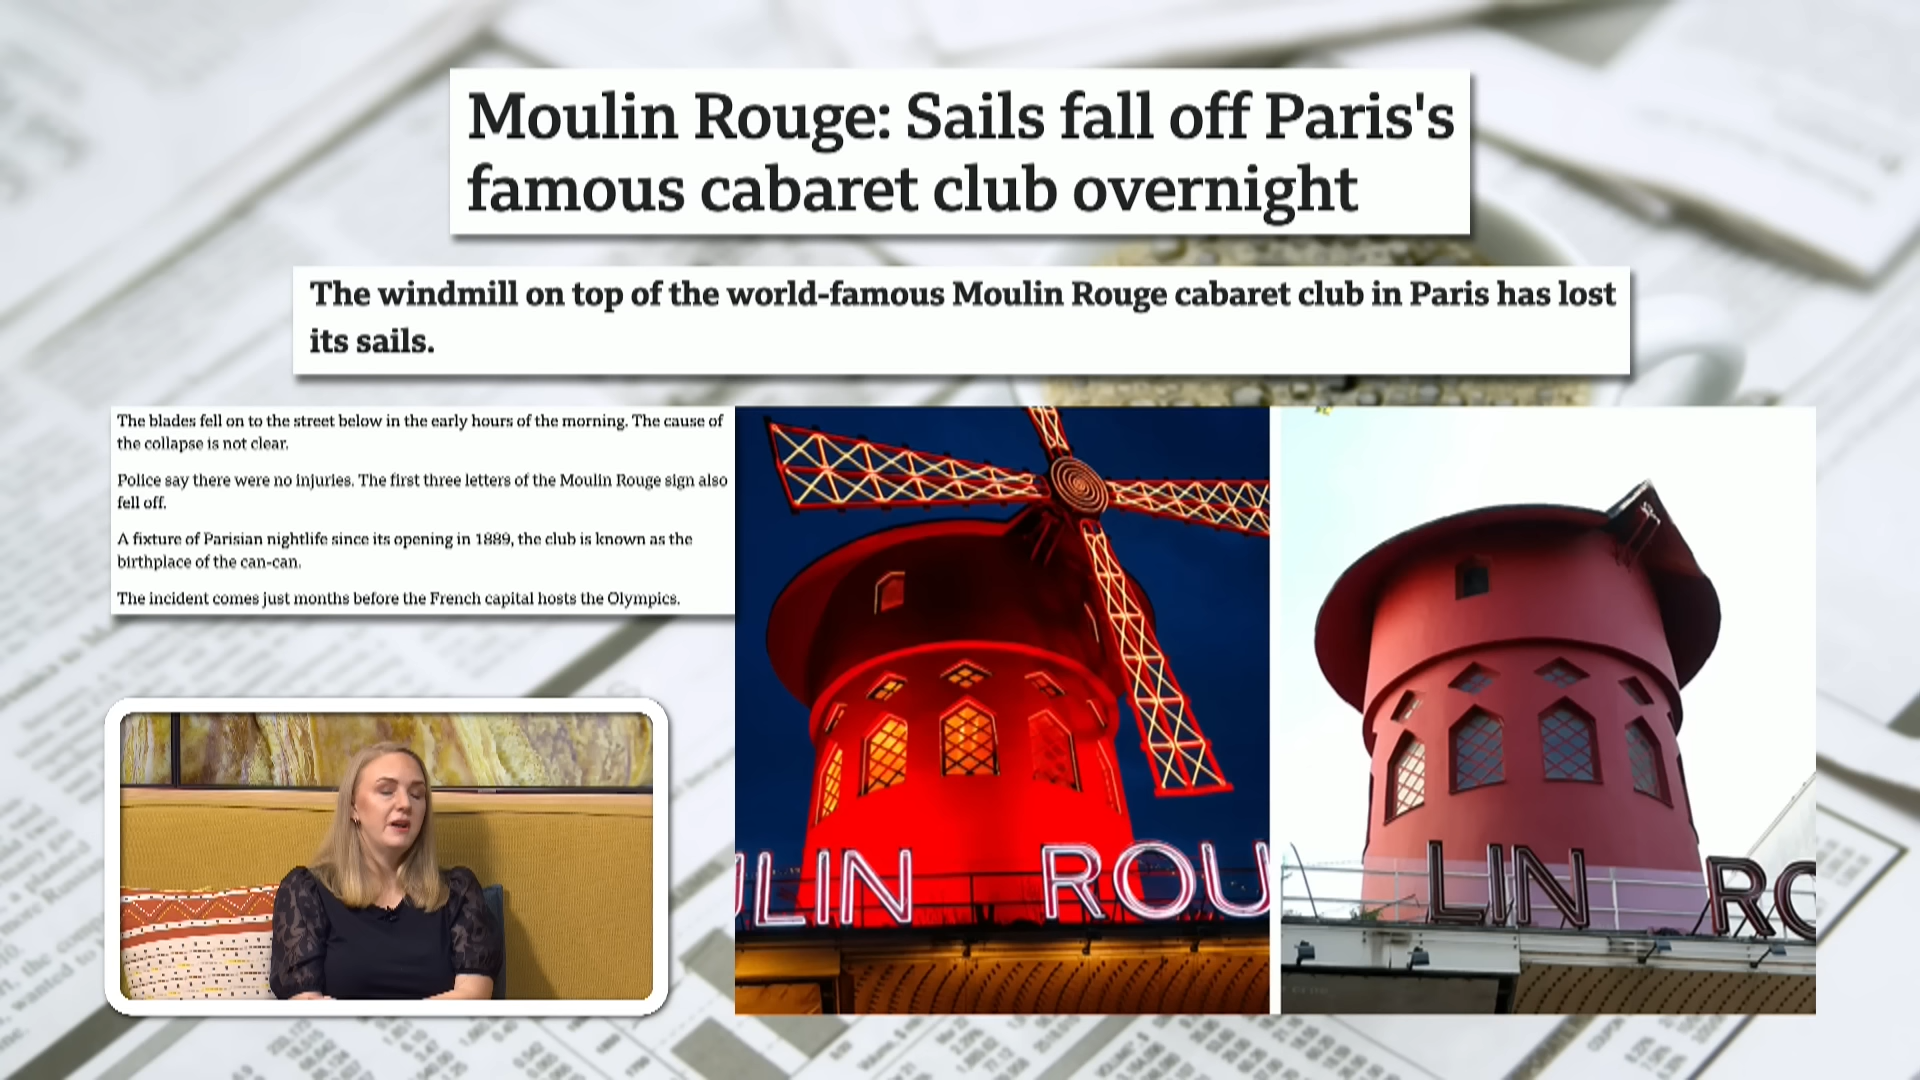 Moulin Rouge: Sails fall off Paris's
famous cabaret club overnight
The windmill on top of the world-famous Moulin Rouge cabaret club in Paris has lost
its sails.
The blades fell on to the street below in the early hours of the morning. The cause of
the collapse is not clear.
Police say there were no injuries. The first three letters of the Moulin Rouge sign also
fell off.
A fixture of Parisian nightlife since its opening in 1889, the club is known as the
birthplace of the can-can.
The incident comes just months before the French capital hosts the Olympics.
ULIN ROU
LIN RO